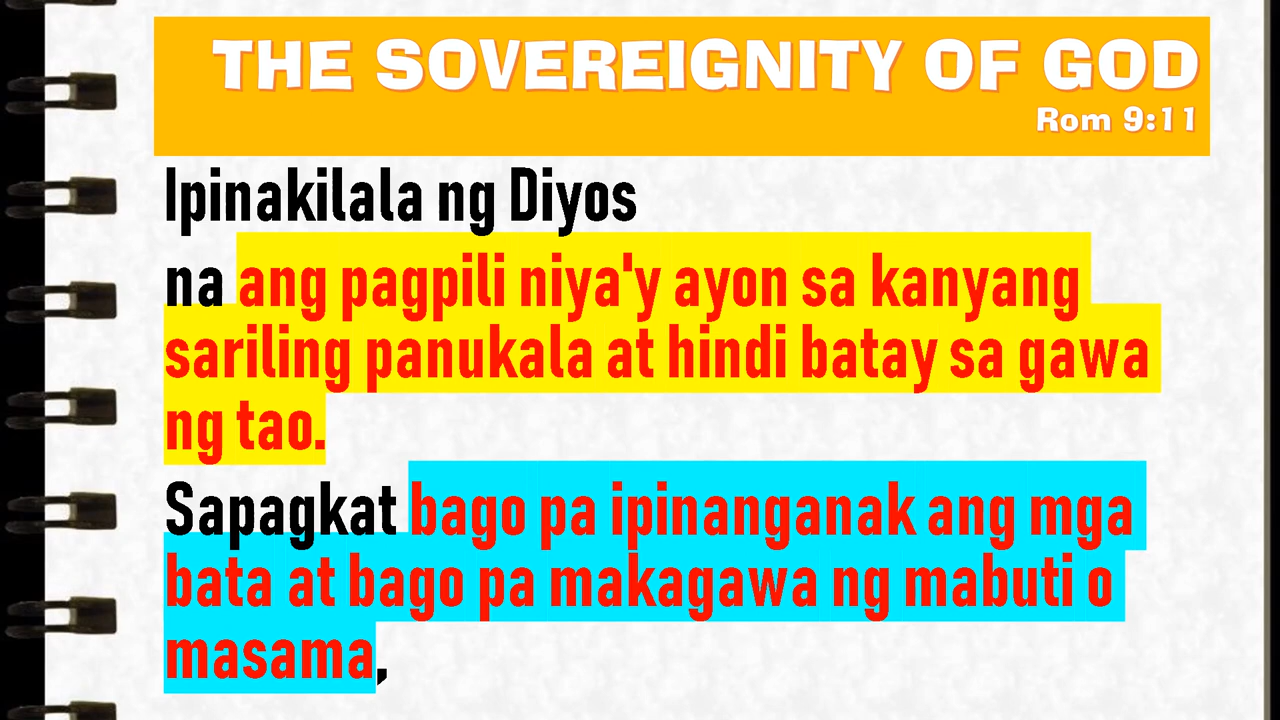 THE SOVEREIGNITY OF GOD
Rom 9:11
Ipinakilala ng Diyos
na ang pagpili niya'y ayon sa kanyang
sariling panukala at hindi batay sa gawa
ng tao.
Sapagkat bago pa ipinanganak ang mga
bata at bago pa makagawa ng mabuti o
masama,